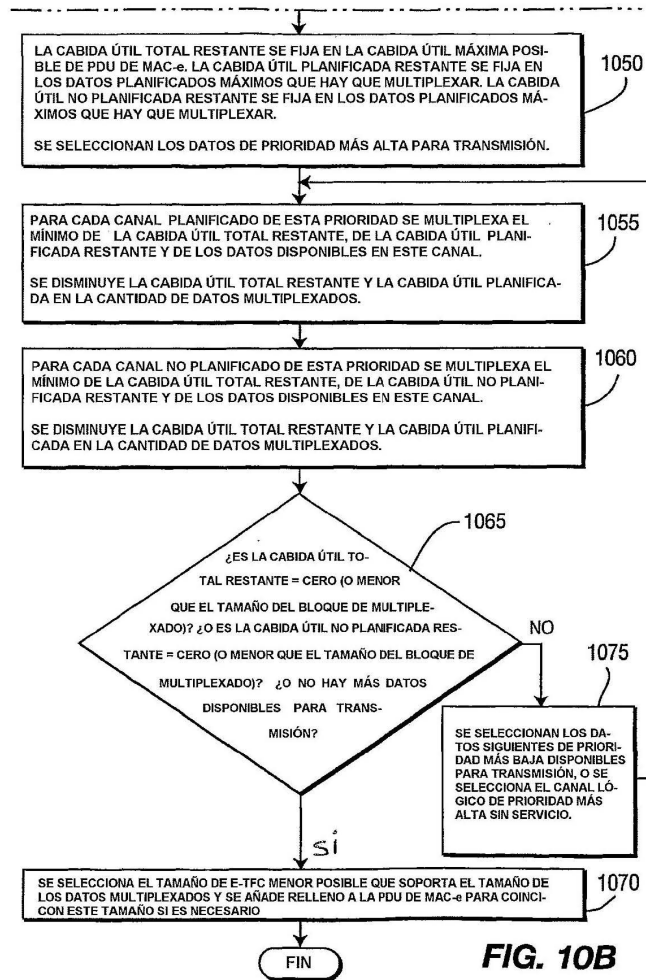 LA CABIDA ÚTIL TOTAL RESTANTE SE FIJA EN LA CABIDA ÚTIL MÁXIMA POSI-
BLE DE PDU DE MAC-e. LA CABIDA ÚTIL PLANIFICADA RESTANTE SE FIJA EN
LOS DATOS PLANIFICADOS MÁXIMOS QUE HAY QUE MULTIPLEXAR. LA CABIDA
ÚTIL NO PLANIFICADA RESTANTE SE FIJA EN LOS DATOS PLANIFICADOS MÁ-
XIMOS QUE HAY QUE MULTIPLEXAR.
SE SELECCIONAN LOS DATOS DE PRIORIDAD MÁS ALTA PARA TRANSMISIÓN.
1050
PARA CADA CANAL PLANIFICADO DE ESTA PRIORIDAD SE MULTIPLEXA EL
MÍNIMO DE LA CABIDA ÚTIL TOTAL RESTANTE, DE LA CABIDA ÚTIL PLANI-
FICADA RESTANTE Y DE LOS DATOS DISPONIBLES EN ESTE CANAL.
SE DISMINUYE LA CABIDA ÚTIL TOTAL RESTANTE Y LA CABIDA ÚTIL PLANIFICA-
DA EN LA CANTIDAD DE DATOS MULTIPLEXADOS.
1055
PARA CADA CANAL NO PLANIFICADO DE ESTA PRIORIDAD SE MULTIPLEXA EL
MÍNIMO DE LA CABIDA ÚTIL TOTAL RESTANTE, DE LA CABIDA ÚTIL NO PLANI-
FICADA RESTANTE Y DE LOS DATOS DISPONIBLES EN ESTE CANAL.
SE DISMINUYE LA CABIDA ÚTIL TOTAL RESTANTE Y LA CABIDA ÚTIL PLANIFI-
CADA EN LA CANTIDAD DE DATOS MULTIPLEXADOS.
1060
¿ES LA CABIDA ÚTIL TO-
TAL RESTANTE = CERO (O MENOR
QUE EL TAMAÑO DEL BLOQUE DE MULTIPLE-
XADO)? ¿O ES LA CABIDA ÚTIL NO PLANIFICADA RES-
TANTE = CERO (O MENOR QUE EL TAMAÑO DEL BLOQUE DE
MULTIPLEXADO)? ¿O NO HAY MÁS DATOS
DISPONIBLES PARA TRANS-
MISIÓN?
1065
NO
1075
SE SELECCIONAN LOS DA-
TOS SIGUIENTES DE PRIORI-
DAD MÁS BAJA DISPONIBLES
PARA TRANSMISIÓN, O SE
SELECCIONA EL CANAL LÓ-
GICO DE PRIORIDAD MÁS
ALTA SIN SERVICIO.
SÍ
SE SELECCIONA EL TAMAÑO DE E-TFC MENOR POSIBLE QUE SOPORTA EL TAMAÑO DE
LOS DATOS MULTIPLEXADOS Y SE AÑADE RELLENO A LA PDU DE MAC-e PARA COINCI-
CON ESTE TAMAÑO SI ES NECESARIO
1070
FIN
FIG. 10B